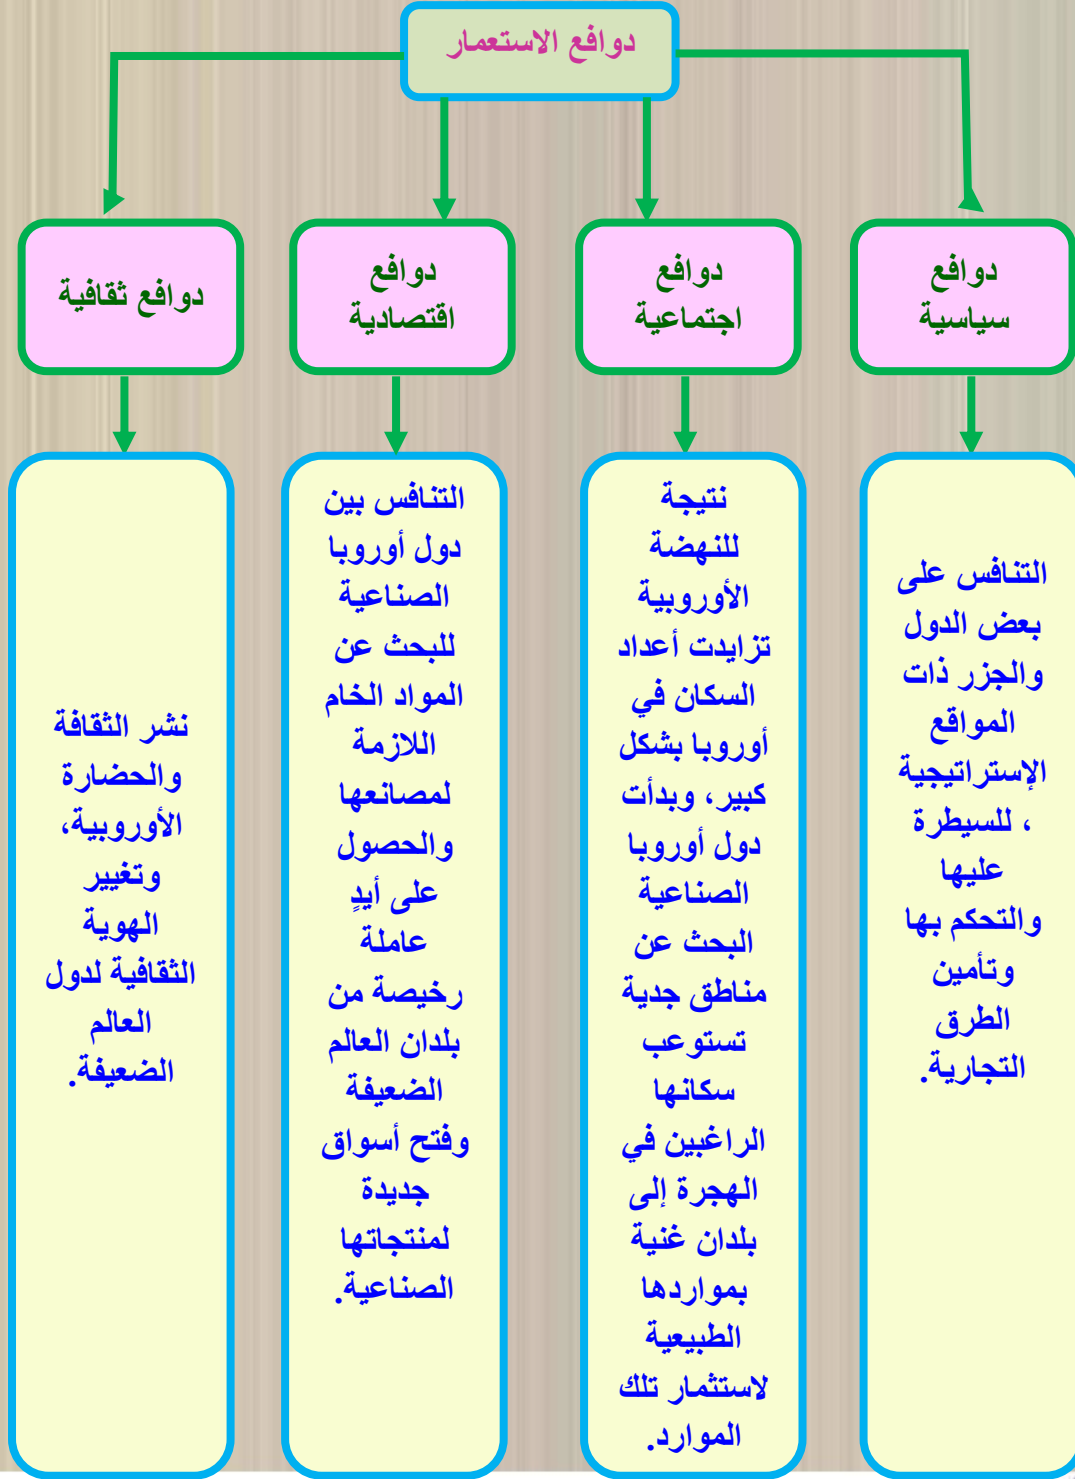 دوافع الاستعمار
دوافع
سياسية
دوافع
اجتماعية
دوافع
اقتصادية
دوافع ثقافية
التنافس على
بعض الدول
والجزر ذات
المواقع
الإستراتيجية
، للسيطرة
عليها
والتحكم بها
وتأمين
الطرق
التجارية.
نتيجة
للنهضة
الأوروبية
تزايدت أعداد
السكان في
أوروبا بشكل
كبير، وبدأت
دول أوروبا
الصناعية
البحث عن
مناطق جدية
تستوعب
سكانها
الراغبين في
الهجرة إلى
بلدان غنية
بمواردها
الطبيعية
لاستثمار تلك
الموارد.
التنافس بين
دول أوروبا
الصناعية
للبحث عن
المواد الخام
اللازمة
لمصانعها
والحصول
على أيدٍ
عاملة
رخيصة من
بلدان العالم
الضعيفة
وفتح أسواق
جديدة
لمنتجاتها
الصناعية.
نشر الثقافة
والحضارة
الأوروبية،
وتغيير
الهوية
الثقافية لدول
العالم
الضعيفة.